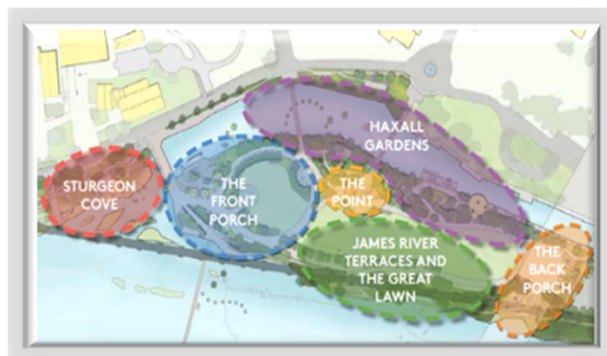 HAXALL
GARDENS
STURGEON
COVE
THE
FRONT
PORCH
THE
POINT
JAMES RIVER
TERRACES AND
THE GREAT
LAWN
THE
BACK
PORCH